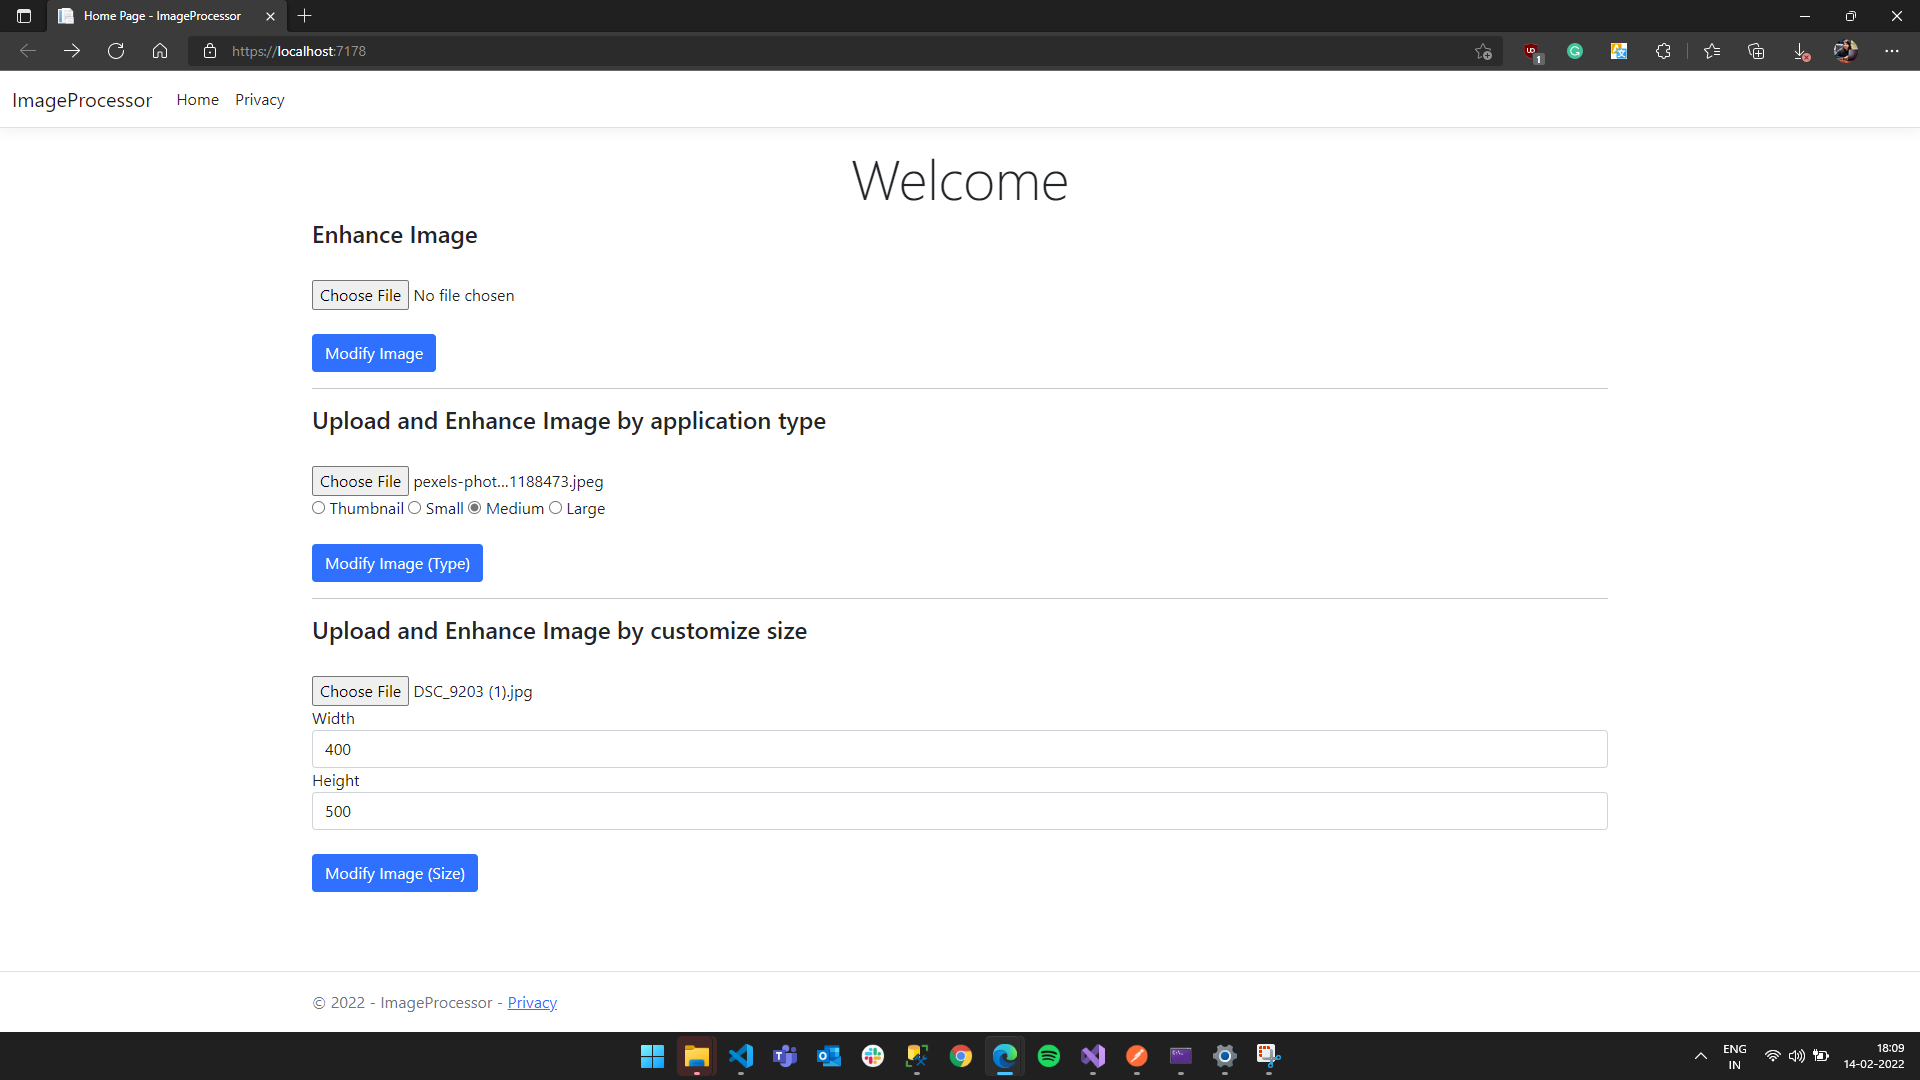 Home Page - ImageProcessor
https://localhost:7178
1
ImageProcessor Home Privacy
Welcome
Enhance Image
Choose File No file chosen
Modify Image
Upload and Enhance Image by application type
Choose File pexels-phot...1188473.jpeg
Thumbnail Small Medium Large
Modify Image (Type)
Upload and Enhance Image by customize size
Choose File DSC_9203 (1).jpg
Width
400
Height
500
Modify Image (Size)
© 2022 - ImageProcessor - Privacy
ENG
IN
18:09
14-02-2022